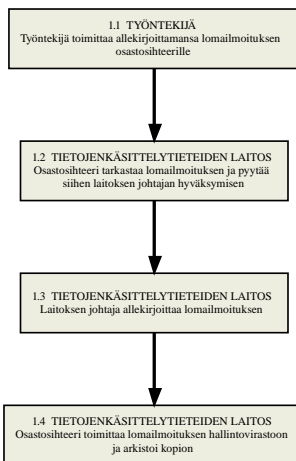 1.1 TYÖNTEKIJÄ
Työntekijä toimittaa allekirjoittamansa lomailmoituksen
osastosihteerille
1.2 TIETOJENKÄSITTELYTIETEIDEN LAITOS
Osastosihteeri tarkastaa lomailmoituksen ja pyytää
siihen laitoksen johtajan hyväksymisen
1.3 TIETOJENKÄSITTELYTIETEIDEN LAITOS
Laitoksen johtaja allekirjoittaa lomailmoituksen
1.4 TIETOJENKÄSITTELYTIETEIDEN LAITOS
Osastosihteeri toimittaa lomailmoituksen hallintovirastoon
ja arkistoi kopion